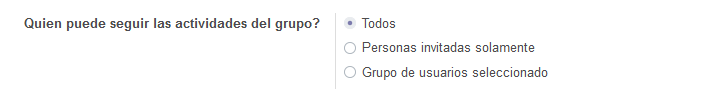 Quien puede seguir las actividades del grupo?
Todos
Personas invitadas solamente
Grupo de usuarios seleccionado